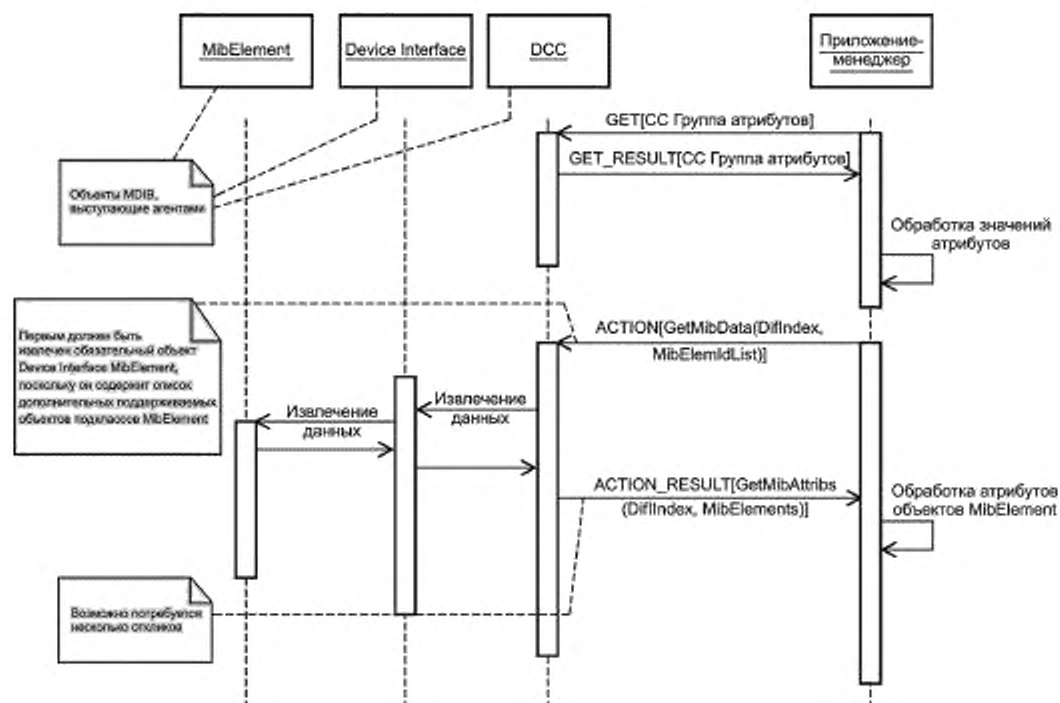 MibElement
Device Interface
DCC
Приложение-
менеджер
GET[CC Группа атрибутов]
GET_RESULT[CC Группа атрибутов]
Объекты MDIB,
выступающие агентами
Обработка значений
атрибутов
Первым должен быть
извлечен обязательный объект
Device Interface MibElement,
поскольку он содержит список
дополнительных поддерживаемых
объектов подклассов MibElement
ACTION[GetMibData(DifIndex,
MibElemIdList)]
Извлечение
данных
Извлечение
данных
ACTION_RESULT[GetMibAttribs
(DifIIndex, MibElements)]
Обработка атрибутов
объектов MibElement
Возможно потребуется
несколько откликов